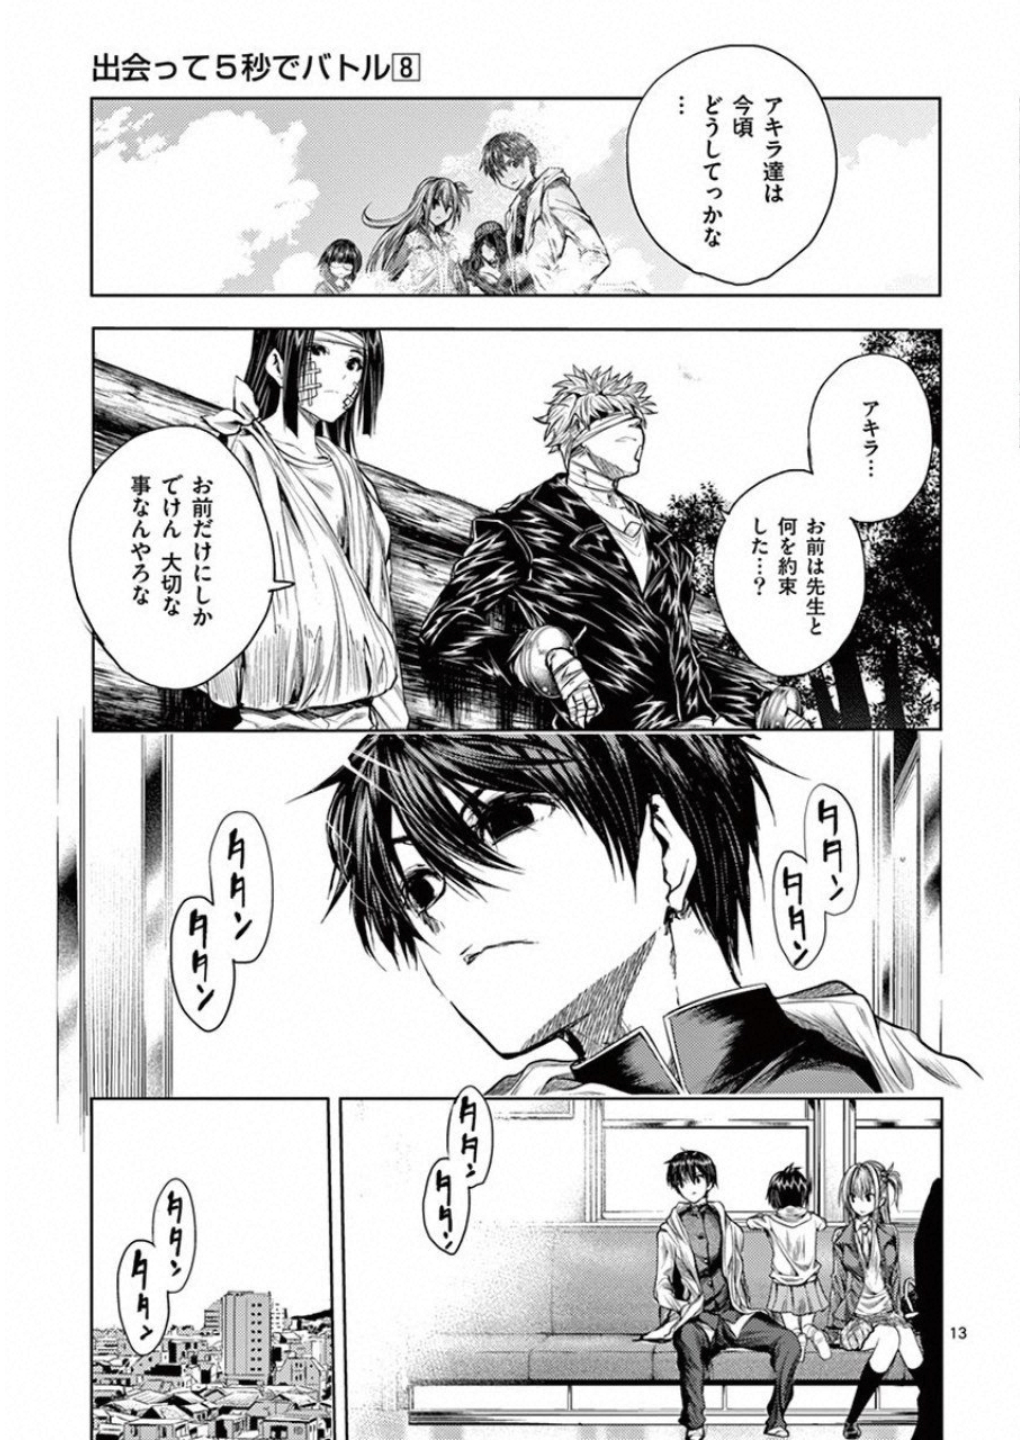 出会って5秒でバトル8
アキラ達は
今頃
どうしてってかな
…
アキラ…
お前は先生と
何を約束
した…?
お前だけにしか
でけん 大切な
事なんやろな
タタン
タタン
タタン
タタン
タタン
タタン
タタン
タタン
13